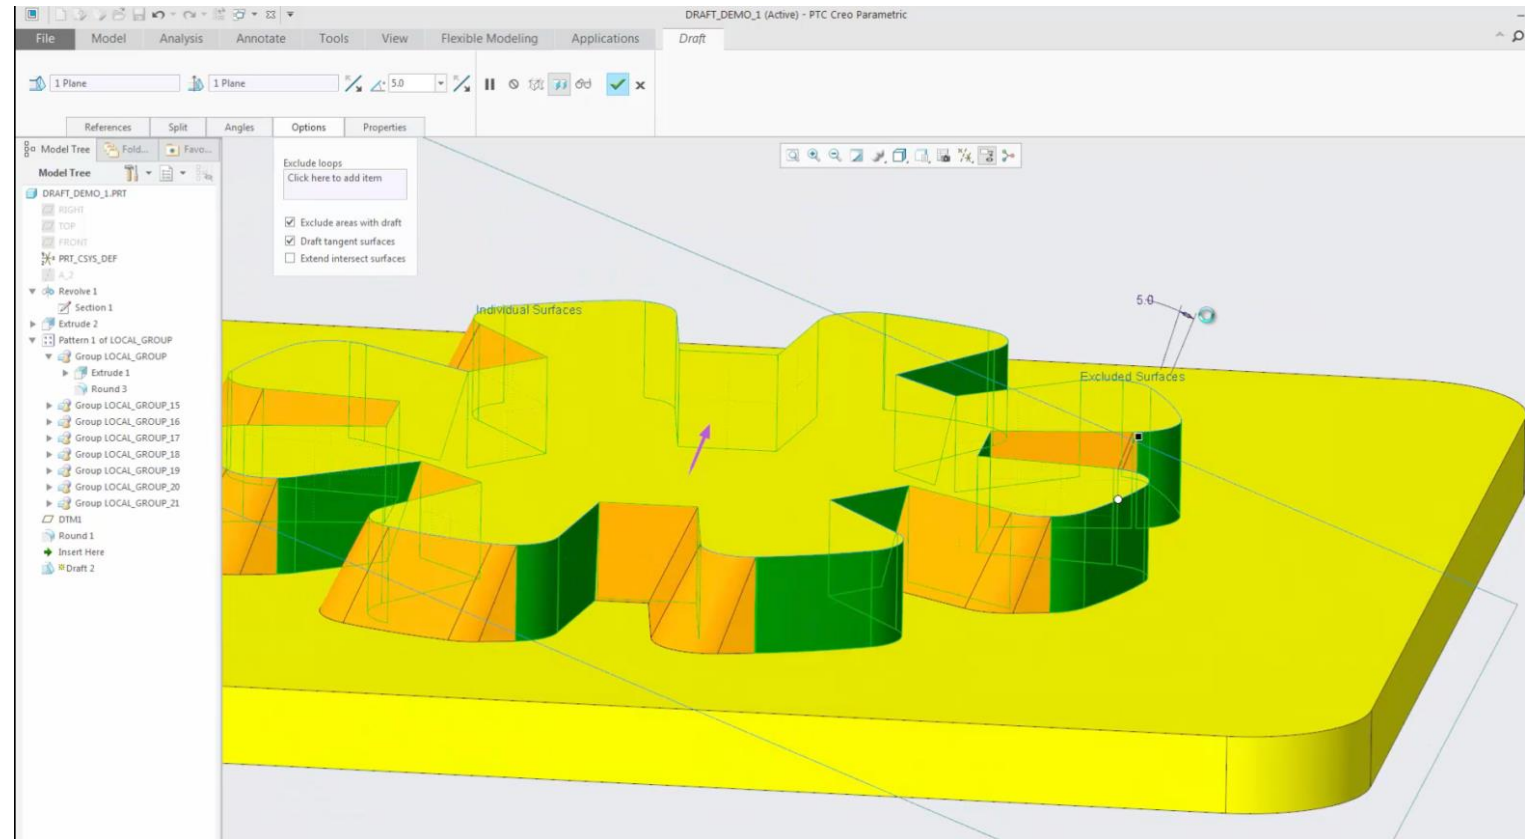 DRAFT_DEMO_1 (Active) - PTC Creo Parametric
File Model Analysis Annotate Tools View Flexible Modeling Applications Draft
1 Plane 1 Plane 5.0
References Split Angles Options Properties
Model Tree Fold... Favo...
Model Tree
Exclude loops
Click here to add item
Exclude areas with draft
Draft tangent surfaces
Extend intersect surfaces
DRAFT_DEMO_1.PRT
RIGHT
TOP
FRONT
PRT_CSYS_DEF
A_2
Revolve 1
Section 1
Extrude 2
Pattern 1 of LOCAL_GROUP
Group LOCAL_GROUP
Extrude 1
Round 3
Group LOCAL_GROUP_15
Group LOCAL_GROUP_16
Group LOCAL_GROUP_17
Group LOCAL_GROUP_18
Group LOCAL_GROUP_19
Group LOCAL_GROUP_20
Group LOCAL_GROUP_21
DTM1
Round 1
Insert Here
Draft 2
Individual Surfaces
5.0
Excluded Surfaces